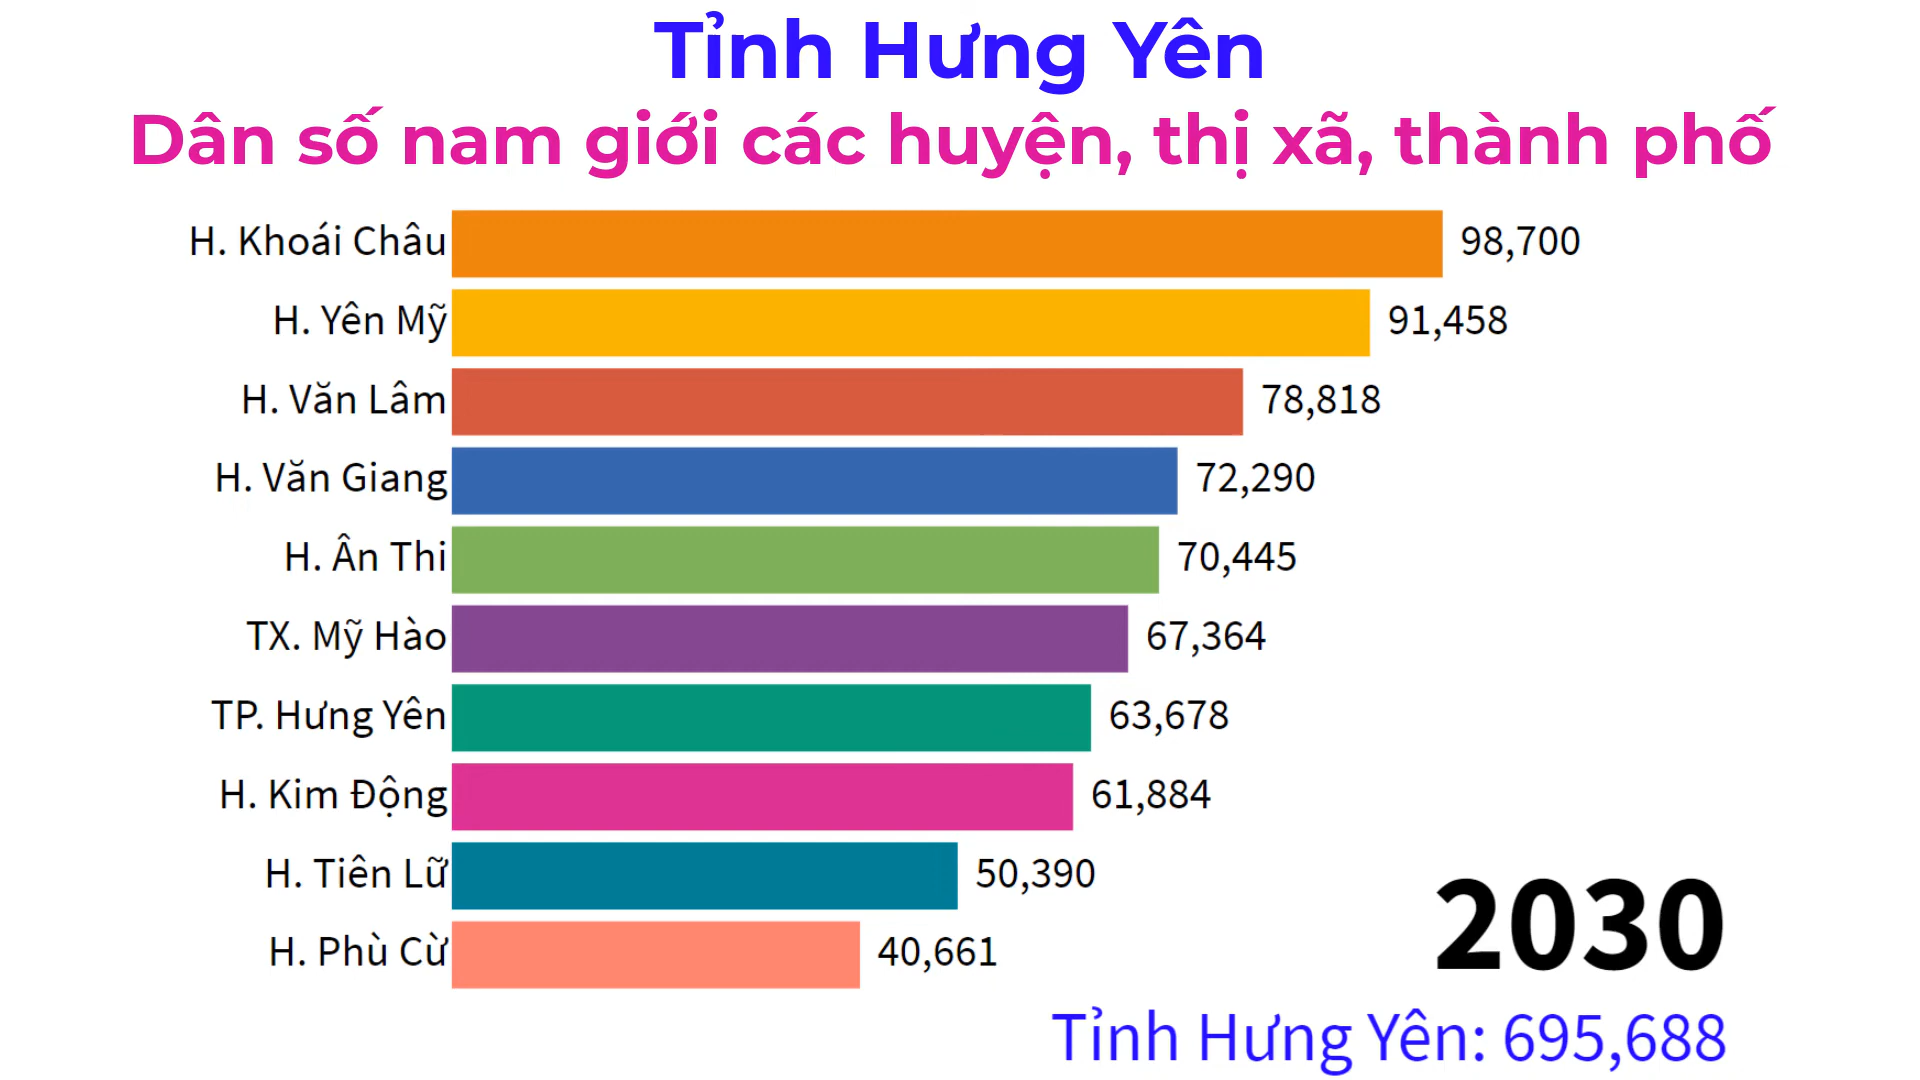 Tỉnh Hưng Yên
Dân số nam giới các huyện, thị xã, thành phố
H. Khoái Châu 98,700
H. Yên Mỹ 91,458
H. Văn Lâm 78,818
H. Văn Giang 72,290
H. Ân Thi 70,445
TX. Mỹ Hào 67,364
TP. Hưng Yên 63,678
H. Kim Động 61,884
H. Tiên Lữ 50,390
H. Phù Cừ 40,661
2030
Tỉnh Hưng Yên: 695,688